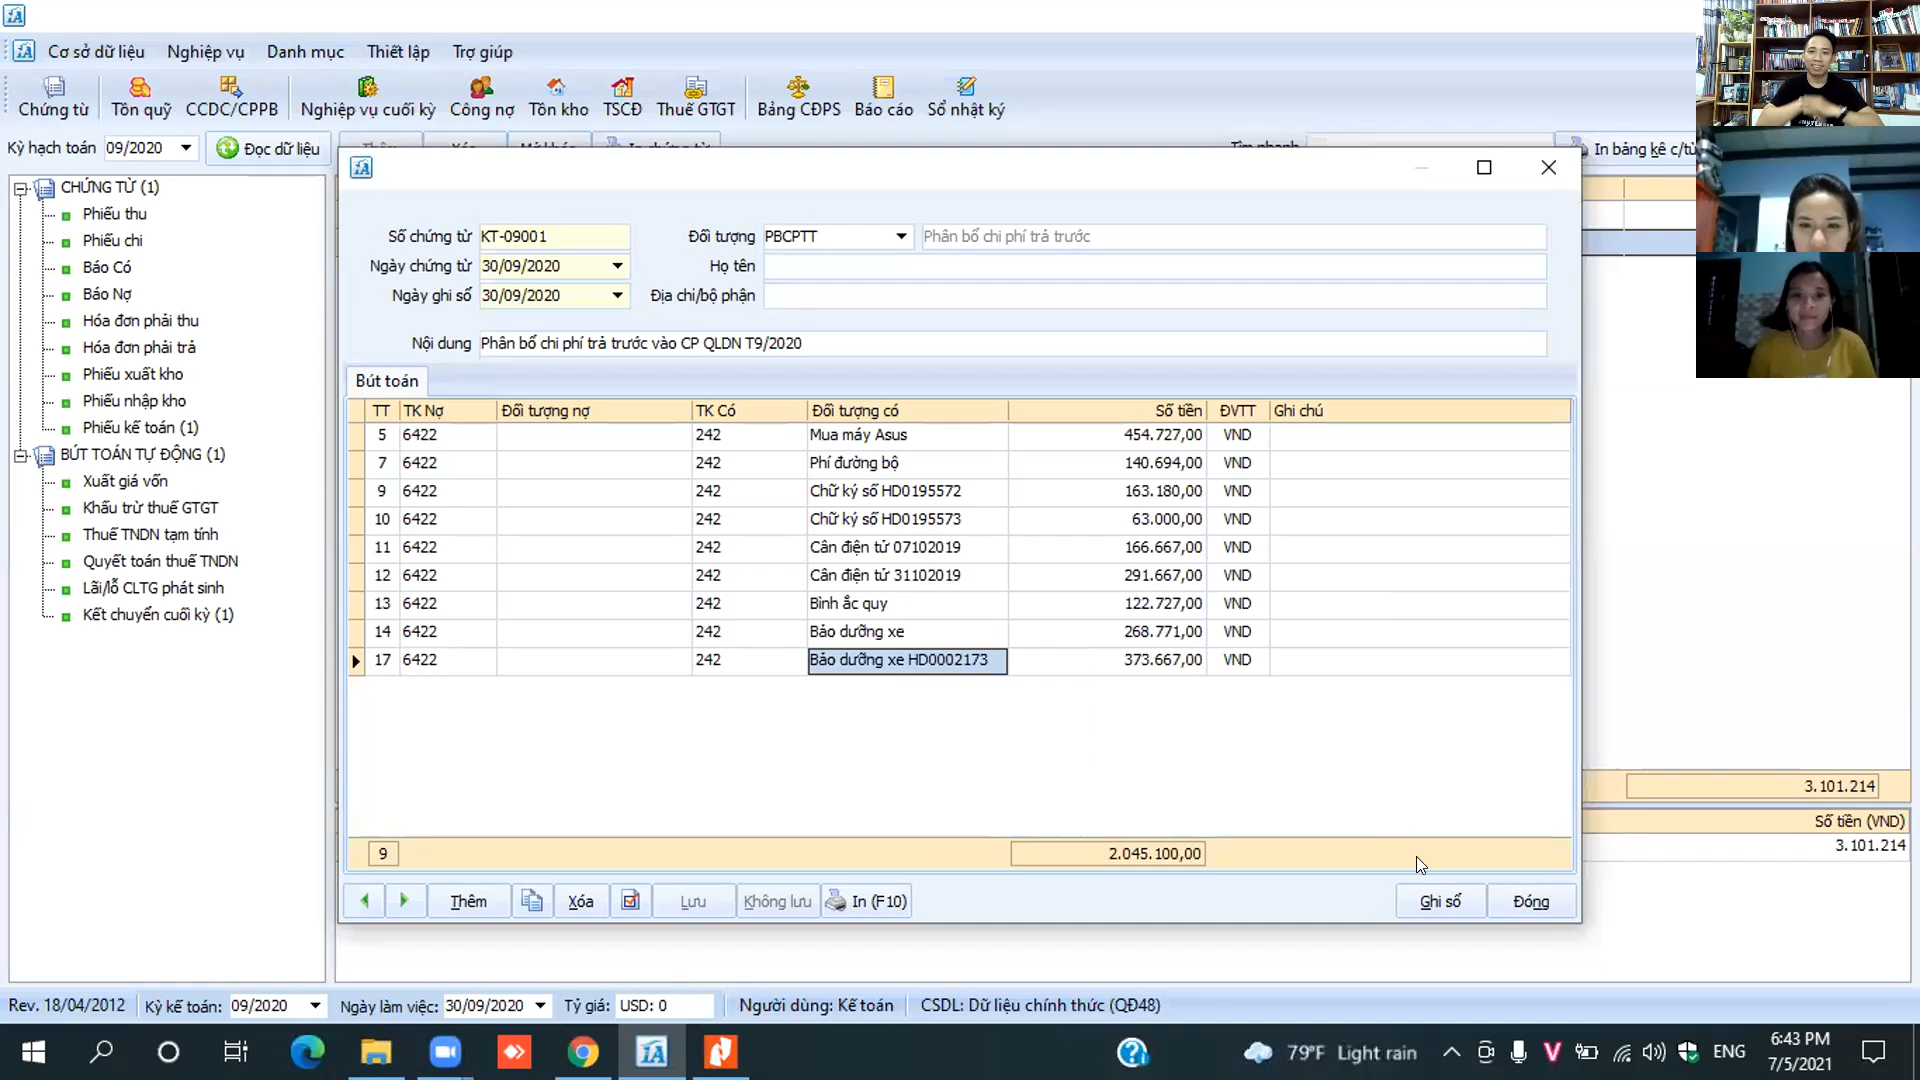 Cơ sở dữ liệu Nghiệp vụ Danh mục Thiết lập Trợ giúp
Chứng từ Tồn quỹ CCDC/CPPB Nghiệp vụ cuối kỳ Công nợ Tồn kho TSCĐ Thuế GTGT Bảng CĐPS Báo cáo Sổ nhật ký
Kỳ hạch toán 09/2020 Đọc dữ liệu In bảng kê c/từ
CHỨNG TỪ (1)
Phiếu thu
Phiếu chi
Báo Có
Báo Nợ
Hóa đơn phải thu
Hóa đơn phải trả
Phiếu xuất kho
Phiếu nhập kho
Phiếu kế toán (1)
BÚT TOÁN TỰ ĐỘNG (1)
Xuất giá vốn
Khấu trừ thuế GTGT
Thuế TNDN tạm tính
Quyết toán thuế TNDN
Lãi/lỗ CLTG phát sinh
Kết chuyển cuối kỳ (1)
Số chứng từ KT-09001 Đối tượng PBCPTT Phân bổ chi phí trả trước
Ngày chứng từ 30/09/2020 Họ tên
Ngày ghi sổ 30/09/2020 Địa chỉ/bộ phận
Nội dung Phân bổ chi phí trả trước vào CP QLDN T9/2020
Bút toán
TT TK Nợ Đối tượng nợ TK Có Đối tượng có Số tiền ĐVTT Ghi chú
5 6422 242 Mua máy Asus 454.727,00 VND
7 6422 242 Phí đường bộ 140.694,00 VND
9 6422 242 Chữ ký số HD0195572 163.180,00 VND
10 6422 242 Chữ ký số HD0195573 63.000,00 VND
11 6422 242 Cân điện tử 07102019 166.667,00 VND
12 6422 242 Cân điện tử 31102019 291.667,00 VND
13 6422 242 Bình ắc quy 122.727,00 VND
14 6422 242 Bảo dưỡng xe 268.771,00 VND
17 6422 242 Bảo dưỡng xe HD0002173 373.667,00 VND
9 2.045.100,00
Thêm Xóa Lưu Không lưu In (F10) Ghi sổ Đóng
3.101.214
Số tiền (VND)
3.101.214
Rev. 18/04/2012 Kỳ kế toán: 09/2020 Ngày làm việc: 30/09/2020 Tỷ giá: USD: 0 Người dùng: Kế toán CSDL: Dữ liệu chính thức (QĐ48)
79°F Light rain ENG 6:43 PM
7/5/2021